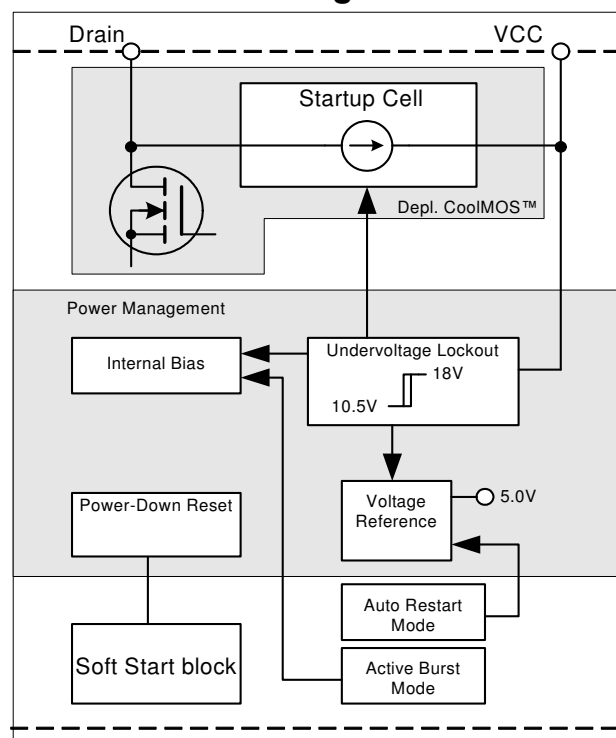 Drain
VCC
Startup Cell
Depl. CoolMOS™
Power Management
Internal Bias
Undervoltage Lockout
18V
10.5V
Power-Down Reset
Voltage
Reference
5.0V
Auto Restart
Mode
Soft Start block
Active Burst
Mode